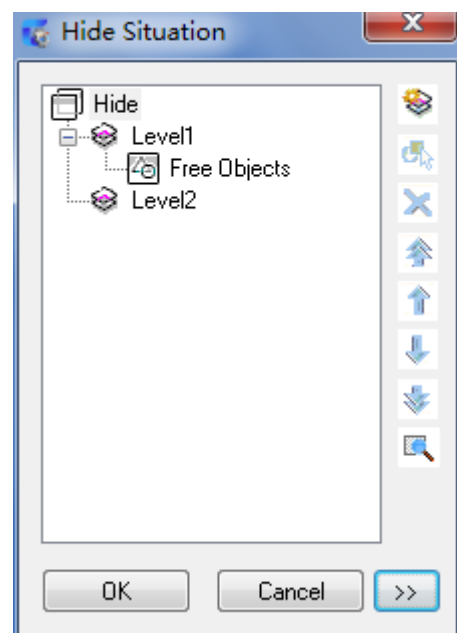 Hide Situation
Hide
Level1
Free Objects
Level2
OK
Cancel
>>